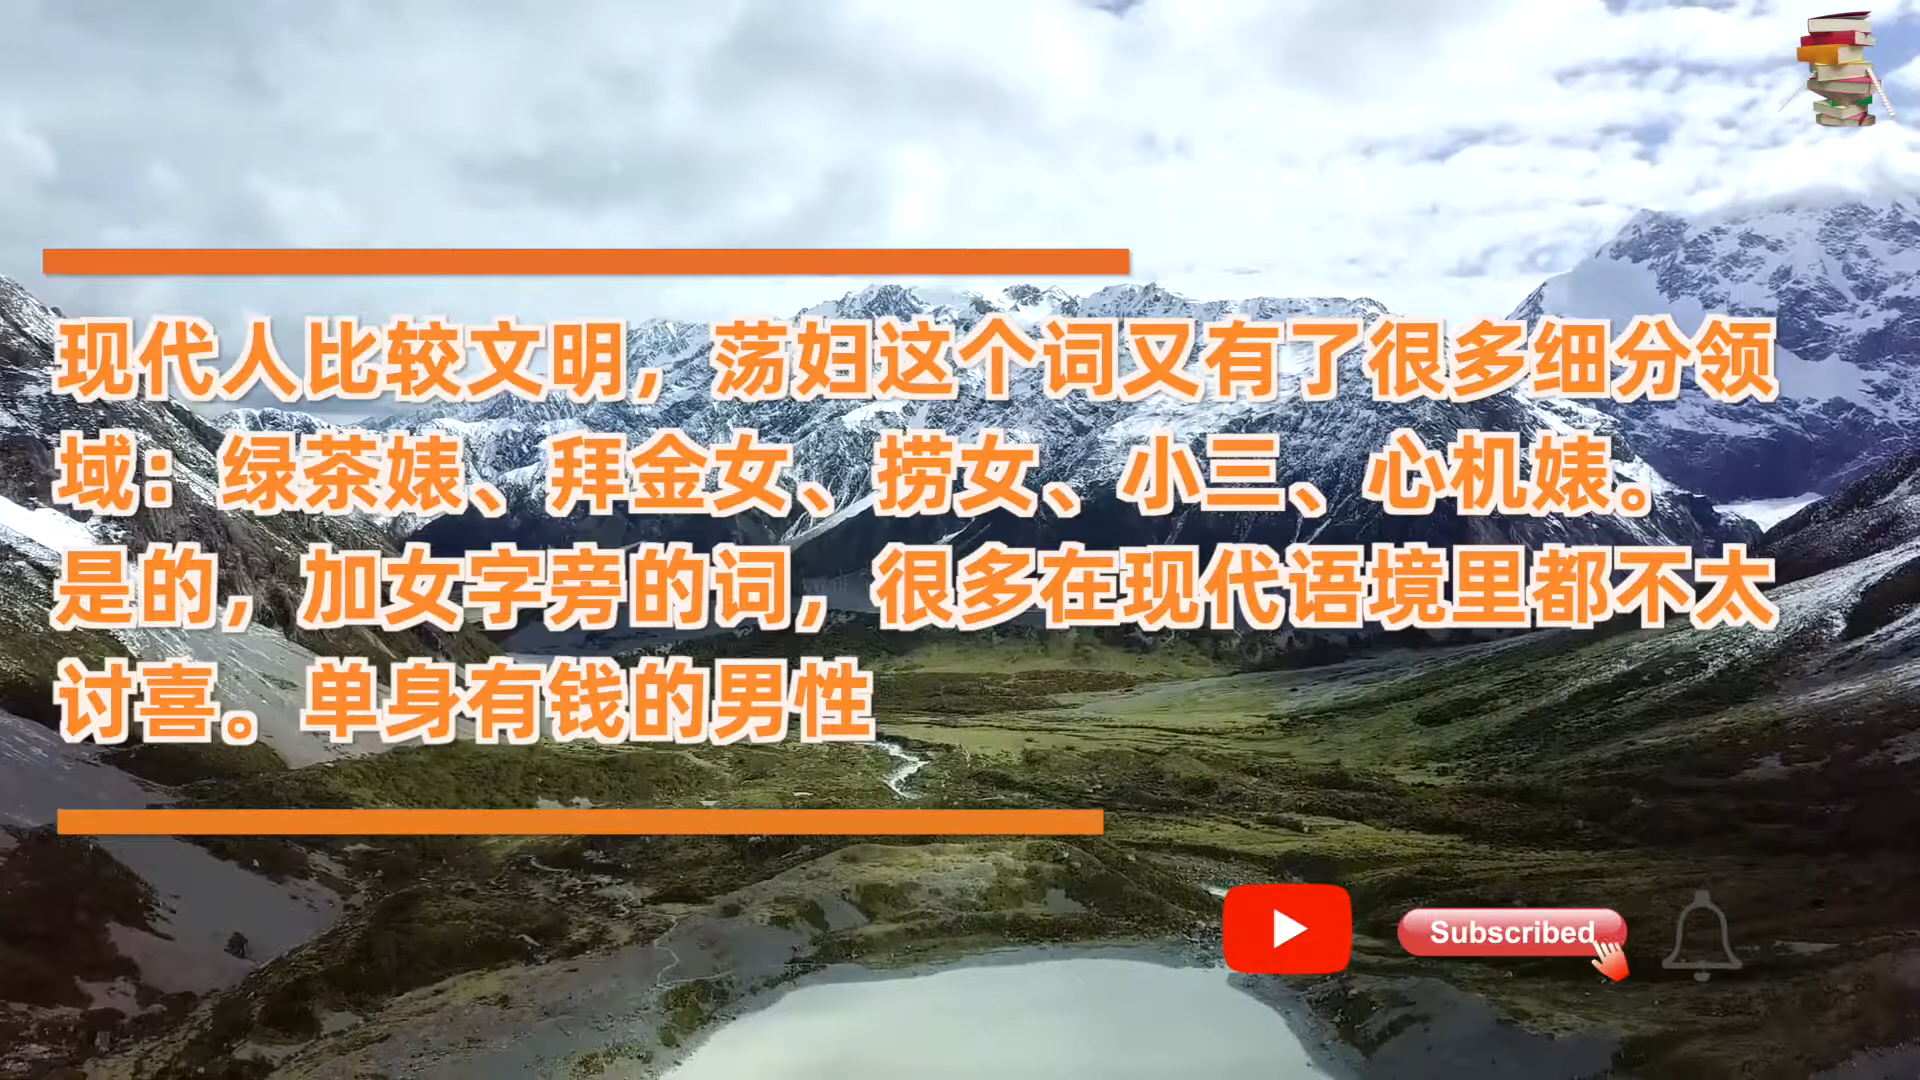 现代人比较文明，荡妇这个词又有了很多细分领
域：绿茶婊、拜金女、捞女、小三、心机婊。
是的，加女字旁的词，很多在现代语境里都不太
讨喜。单身有钱的男性
Subscribed